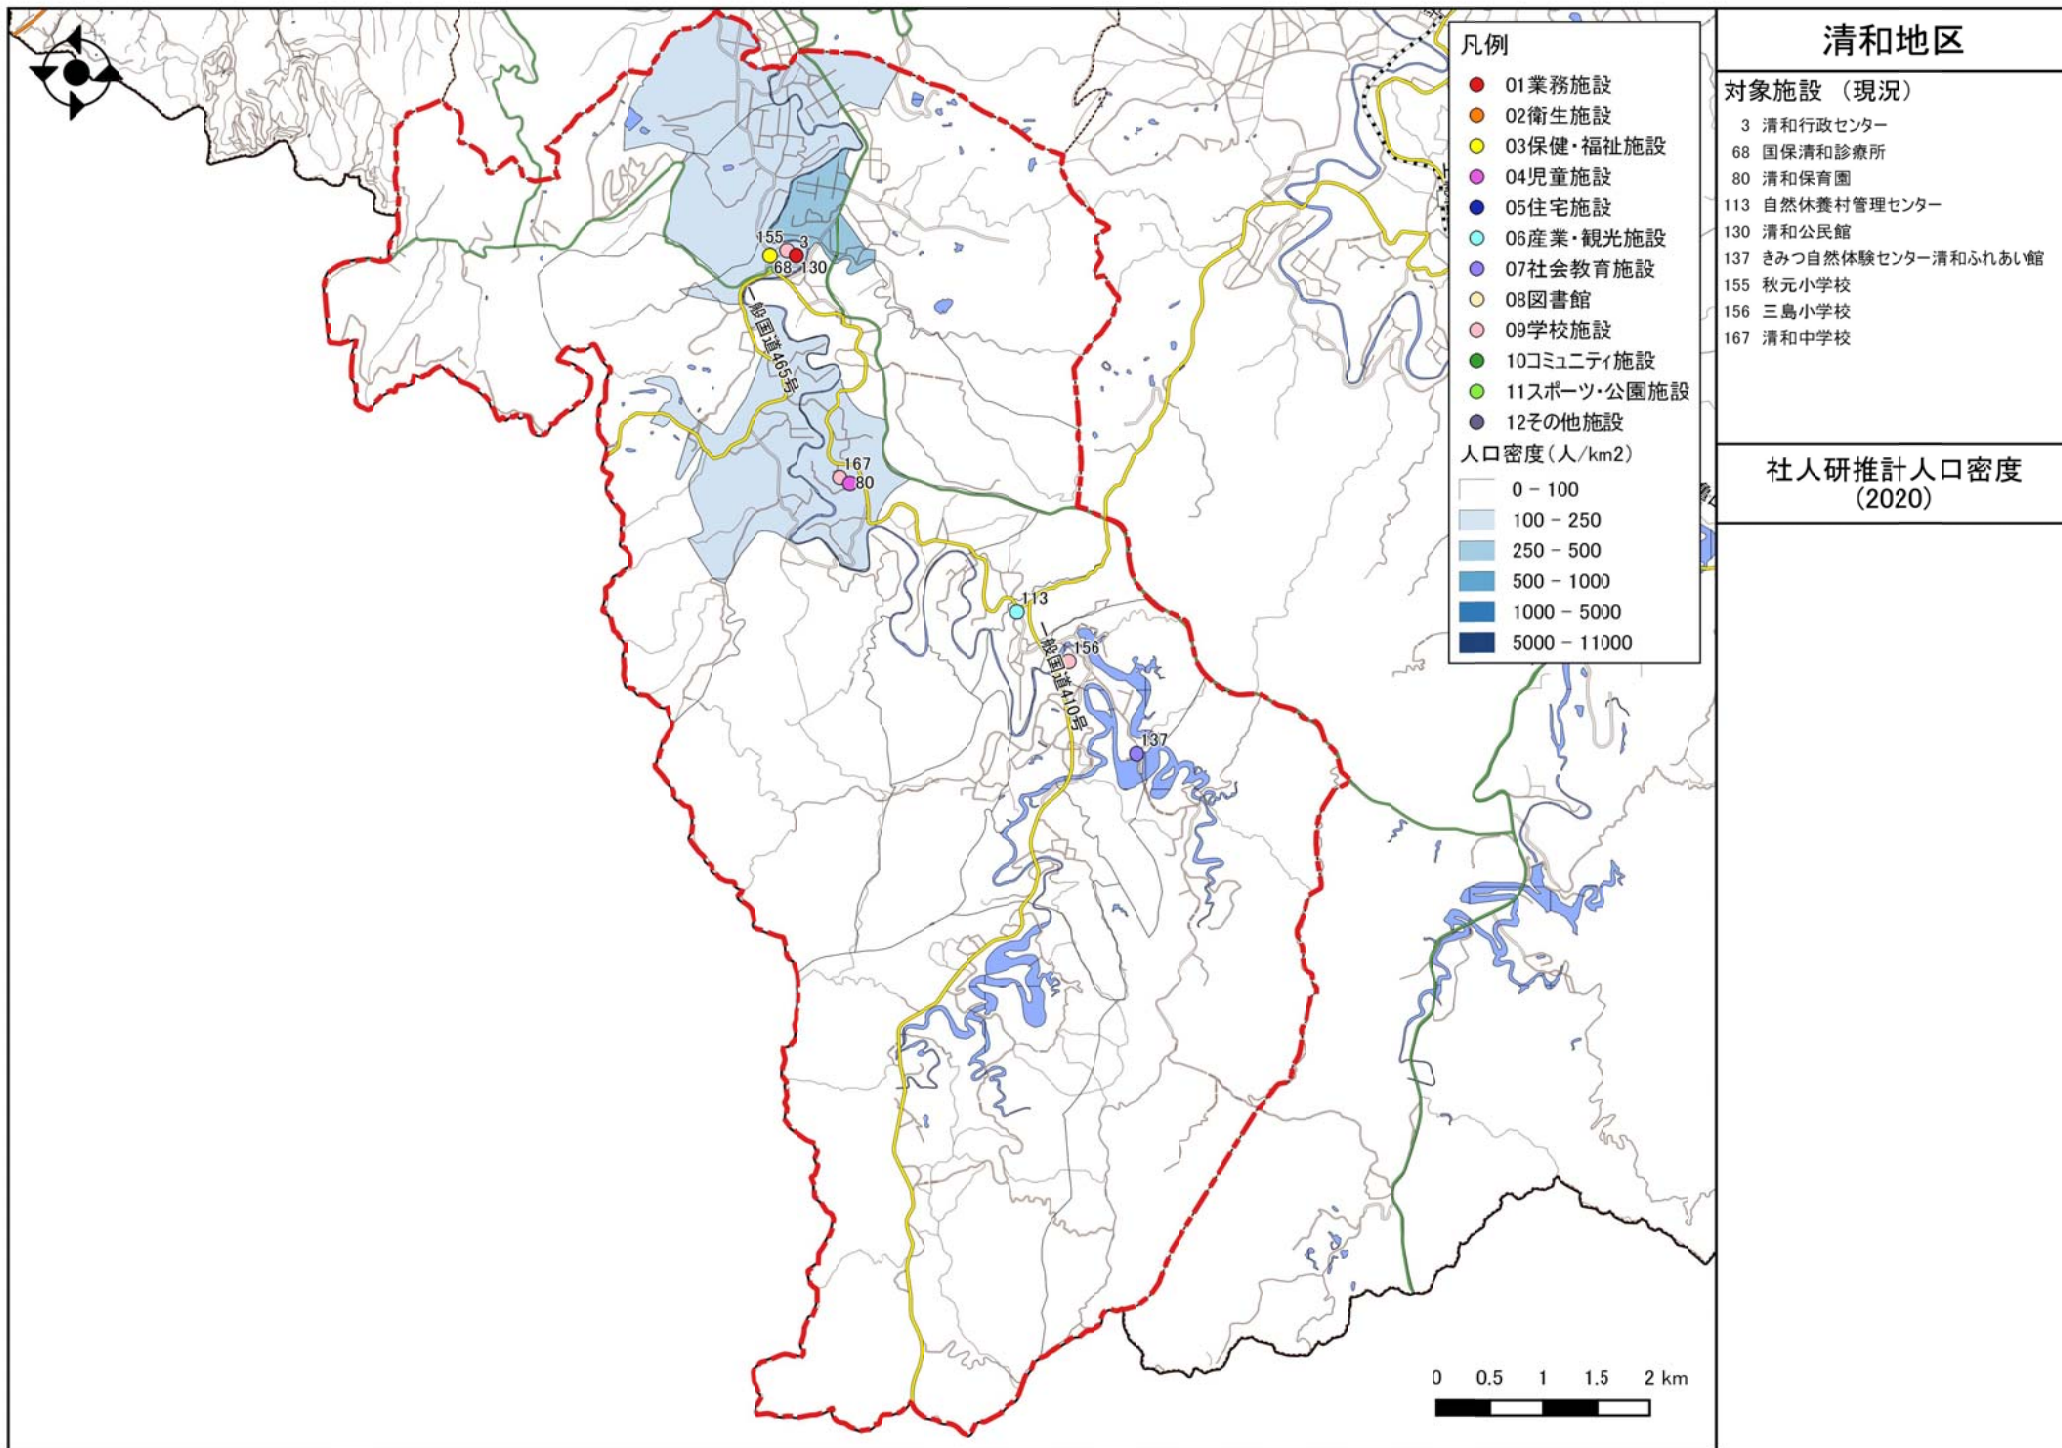 清和地区
対象施設 （現況）
3 清和行政センター
68 国保清和診療所
80 清和保育園
113 自然休養村管理センター
130 清和公民館
137 きみつ自然体験センター清和ふれあい館
155 秋元小学校
156 三島小学校
167 清和中学校
社人研推計人口密度
(2020)
凡例
01業務施設
02衛生施設
03保健・福祉施設
04児童施設
05住宅施設
06産業・観光施設
07社会教育施設
08図書館
09学校施設
10コミュニティ施設
11スポーツ・公園施設
12その他施設
人口密度(人/km2)
0 - 100
100 - 250
250 - 500
500 - 1000
1000 - 5000
5000 - 11000
155 3
68 130
一般国道465号
167
80
113
156
一般国道410号
137
0 0.5 1 1.5 2 km